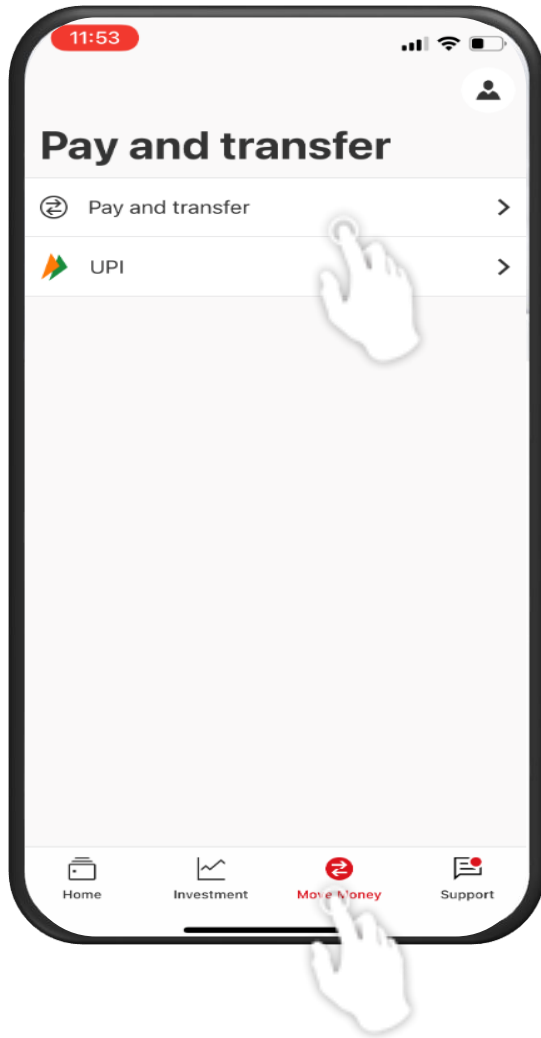 11:53
Pay and transfer
Pay and transfer
UPI
Home
Investment
Move Money
Support